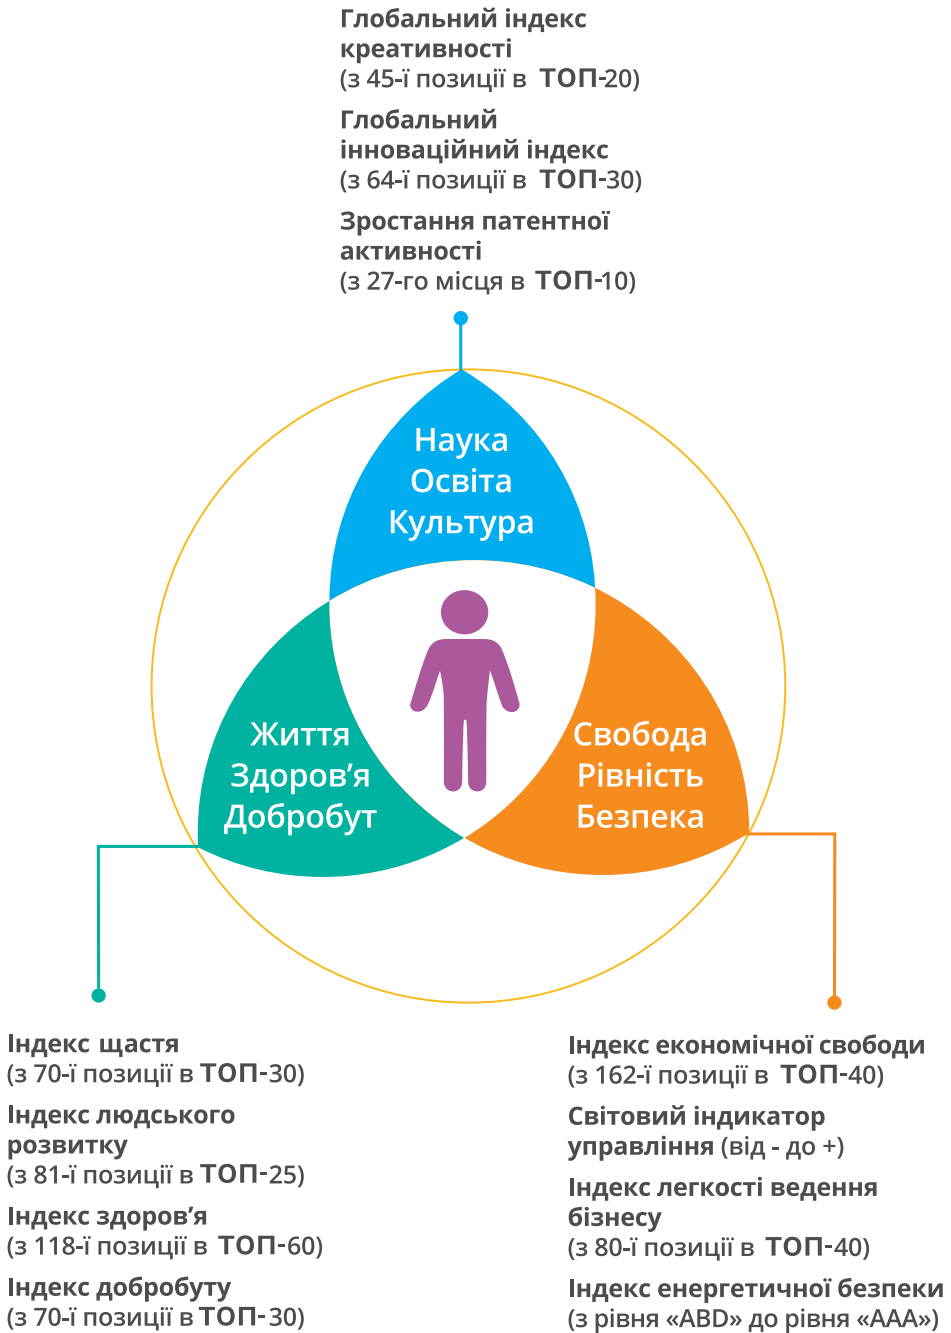 Глобальний індекс
креативності
(з 45-ї позиції в ТОП-20)
Глобальний
інноваційний індекс
(з 64-ї позиції в ТОП-30)
Зростання патентної
активності
(з 27-го місця в ТОП-10)
Наука
Освіта
Культура
Життя
Здоров’я
Добробут
Свобода
Рівність
Безпека
Індекс щастя
(з 70-ї позиції в ТОП-30)
Індекс людського
розвитку
(з 81-ї позиції в ТОП-25)
Індекс здоров’я
(з 118-ї позиції в ТОП-60)
Індекс добробуту
(з 70-ї позиції в ТОП-30)
Індекс економічної свободи
(з 162-ї позиції в ТОП-40)
Світовий індикатор
управління (від - до +)
Індекс легкості ведення
бізнесу
(з 80-ї позиції в ТОП-40)
Індекс енергетичної безпеки
(з рівня «ABD» до рівня «AAA»)